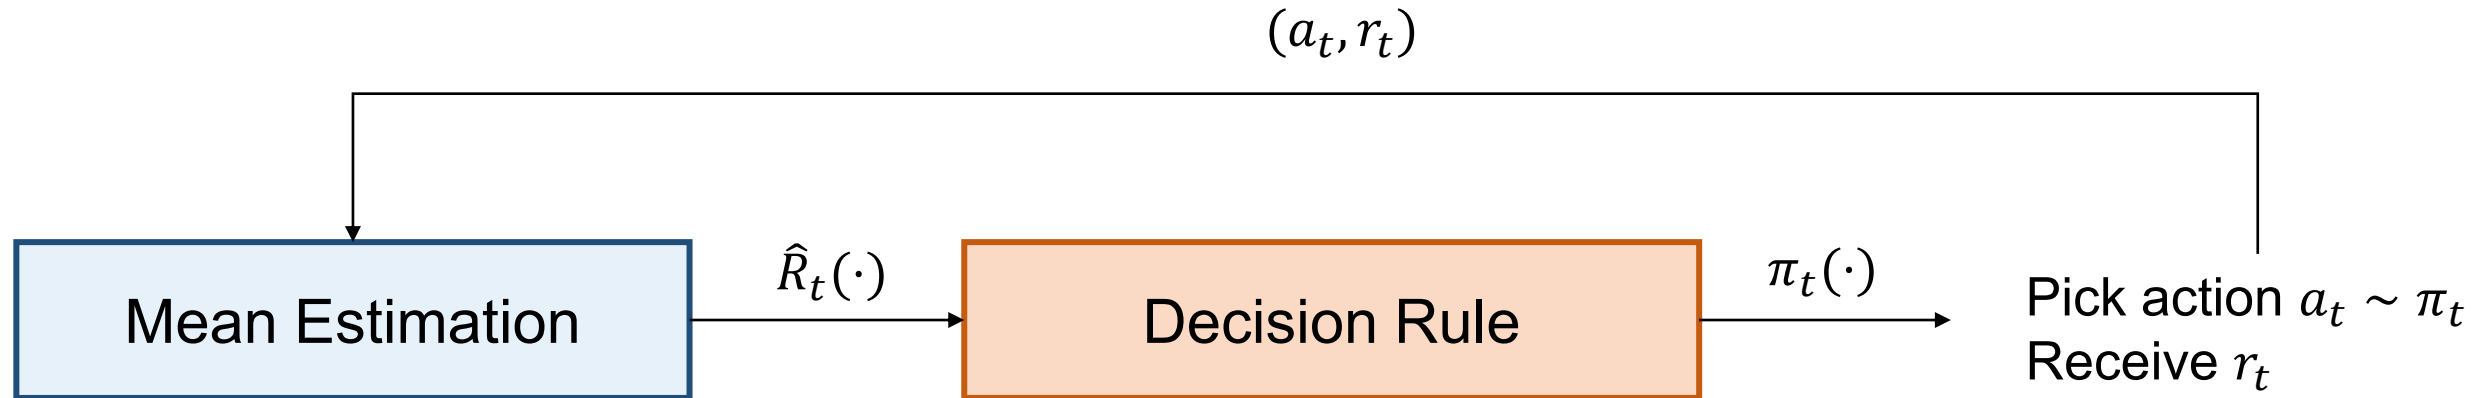 (a_t, r_t)
Mean Estimation
R̂_t(·)
Decision Rule
π_t(·)
Pick action a_t ~ π_t
Receive r_t